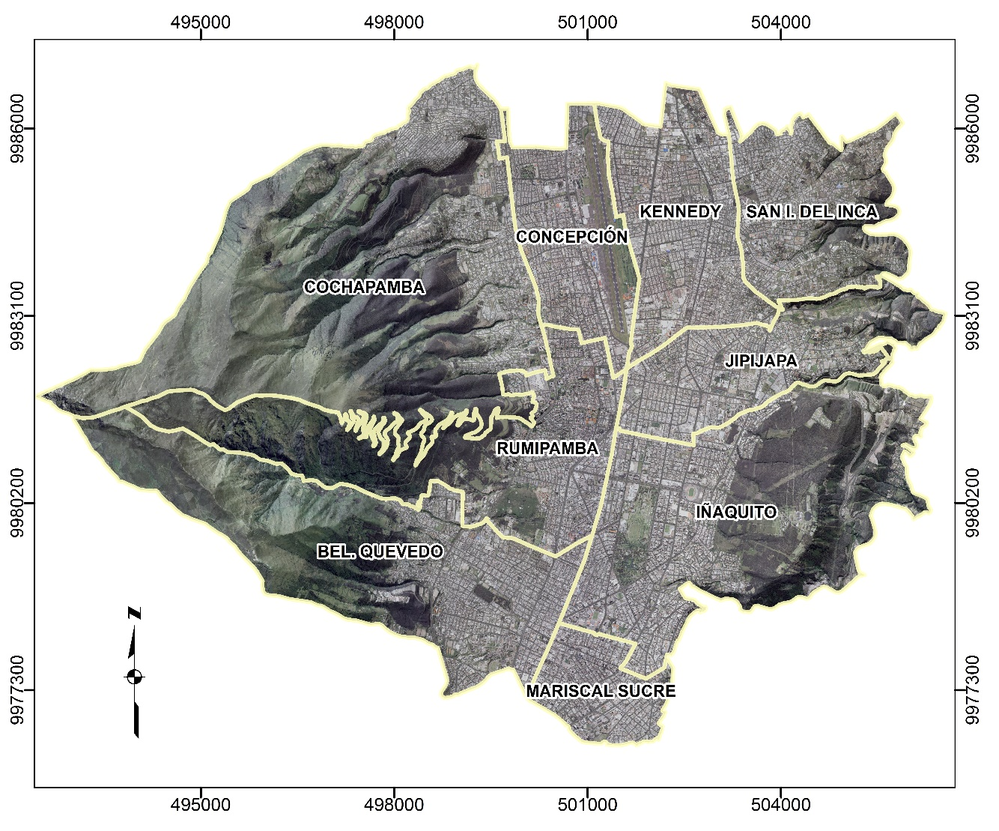 495000 498000 501000 504000
9986000 9986000
KENNEDY SAN I. DEL INCA
CONCEPCIÓN
COCHAPAMBA
9983100 9983100
JIPIJAPA
RUMIPAMBA
9980200 9980200
IÑAQUITO
BEL. QUEVEDO
N
9977300 9977300
MARISCAL SUCRE
495000 498000 501000 504000